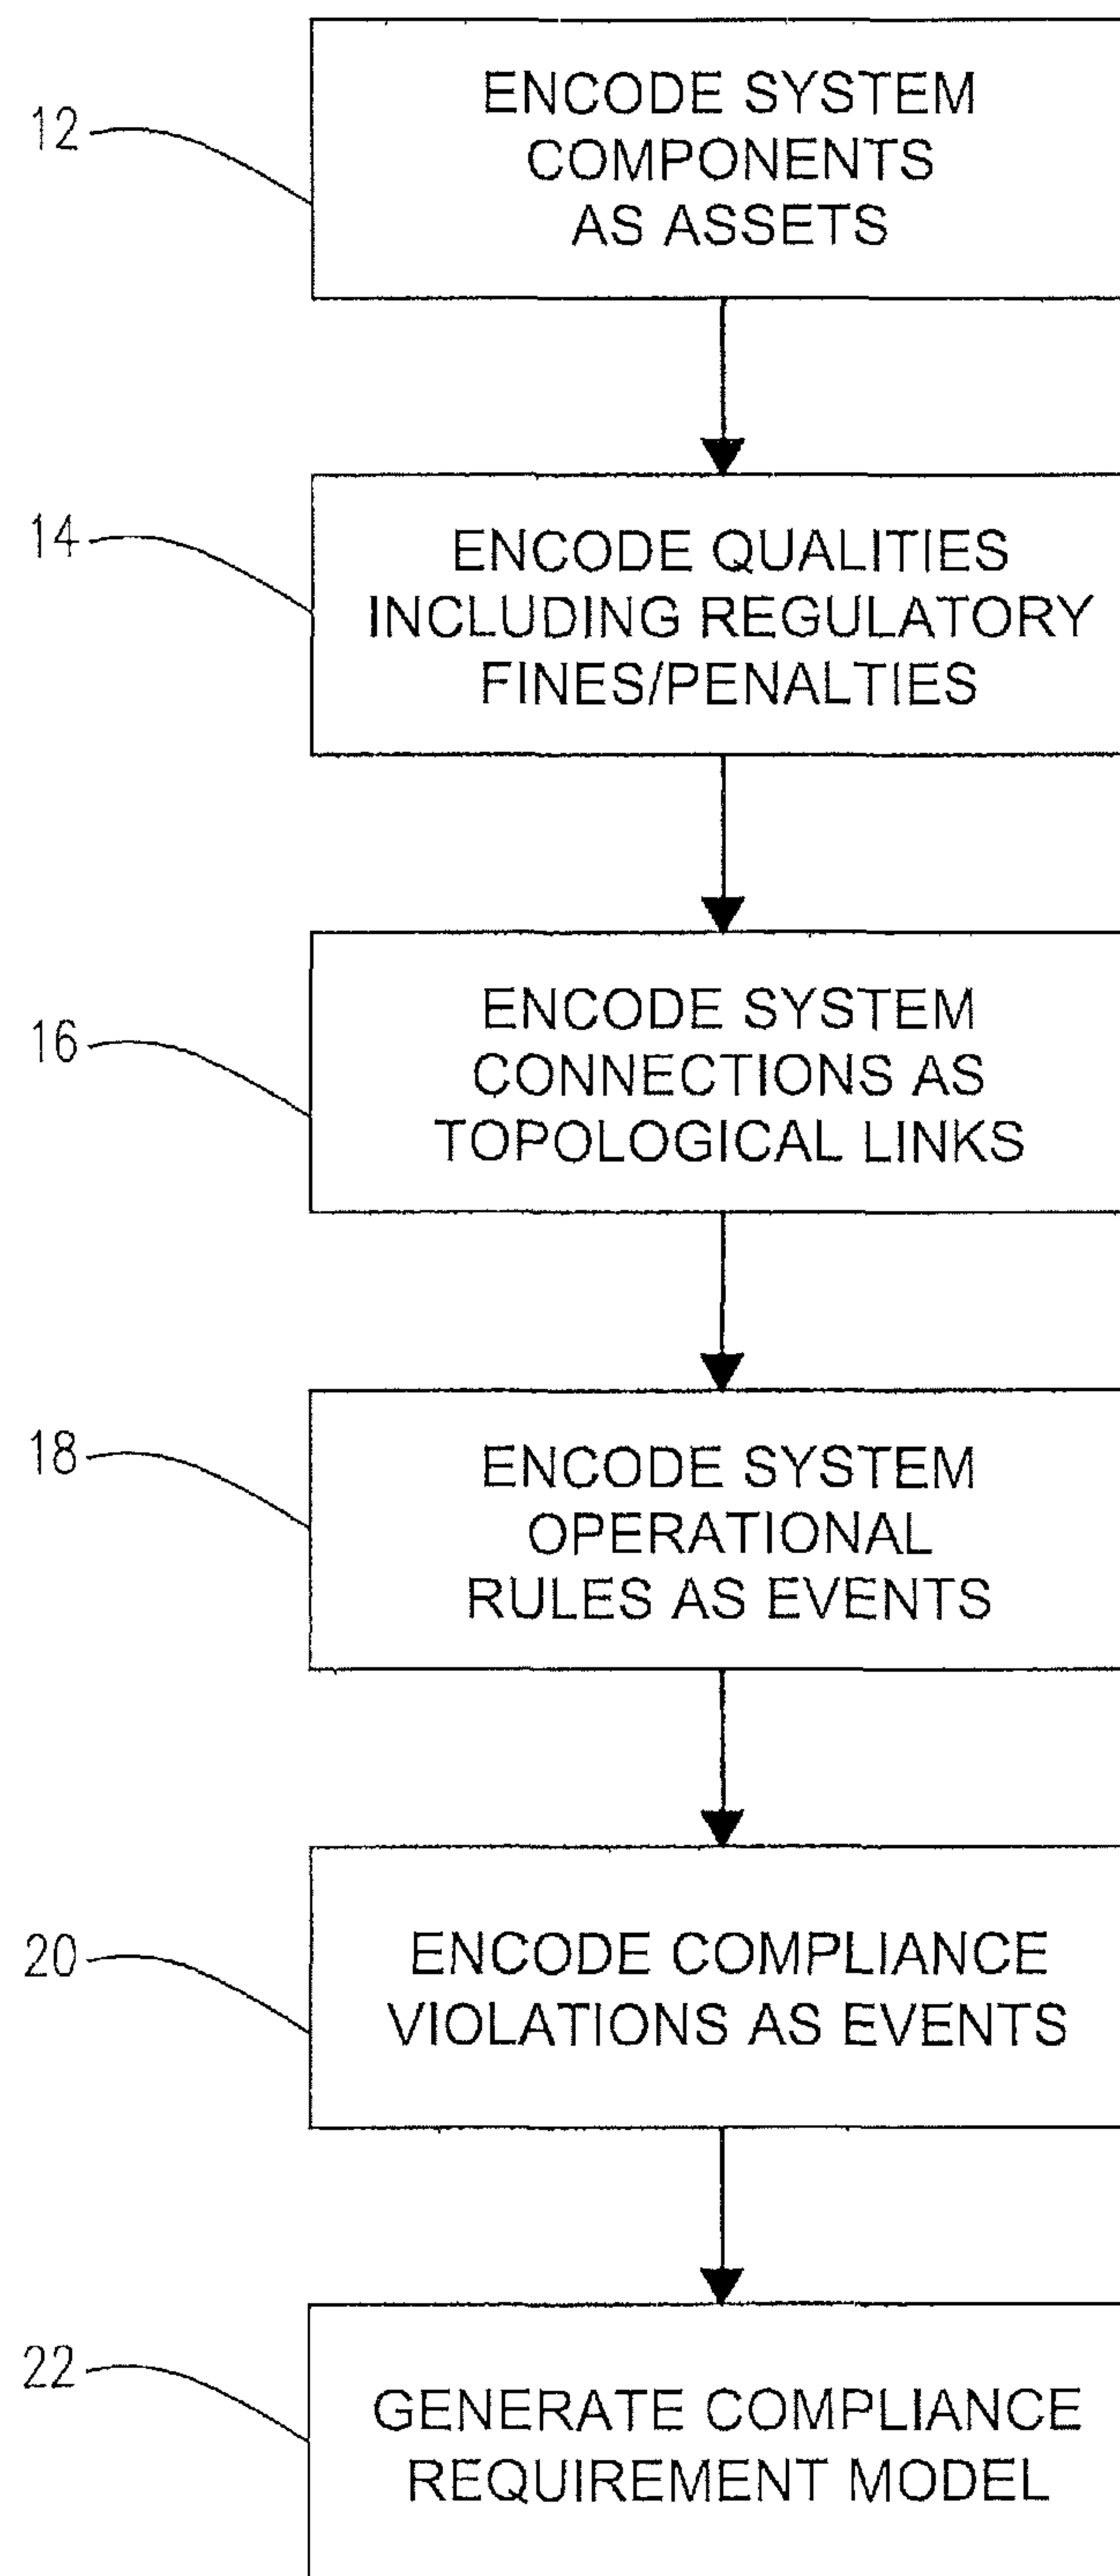 12
ENCODE SYSTEM
COMPONENTS
AS ASSETS
14
ENCODE QUALITIES
INCLUDING REGULATORY
FINES/PENALTIES
16
ENCODE SYSTEM
CONNECTIONS AS
TOPOLOGICAL LINKS
18
ENCODE SYSTEM
OPERATIONAL
RULES AS EVENTS
20
ENCODE COMPLIANCE
VIOLATIONS AS EVENTS
22
GENERATE COMPLIANCE
REQUIREMENT MODEL